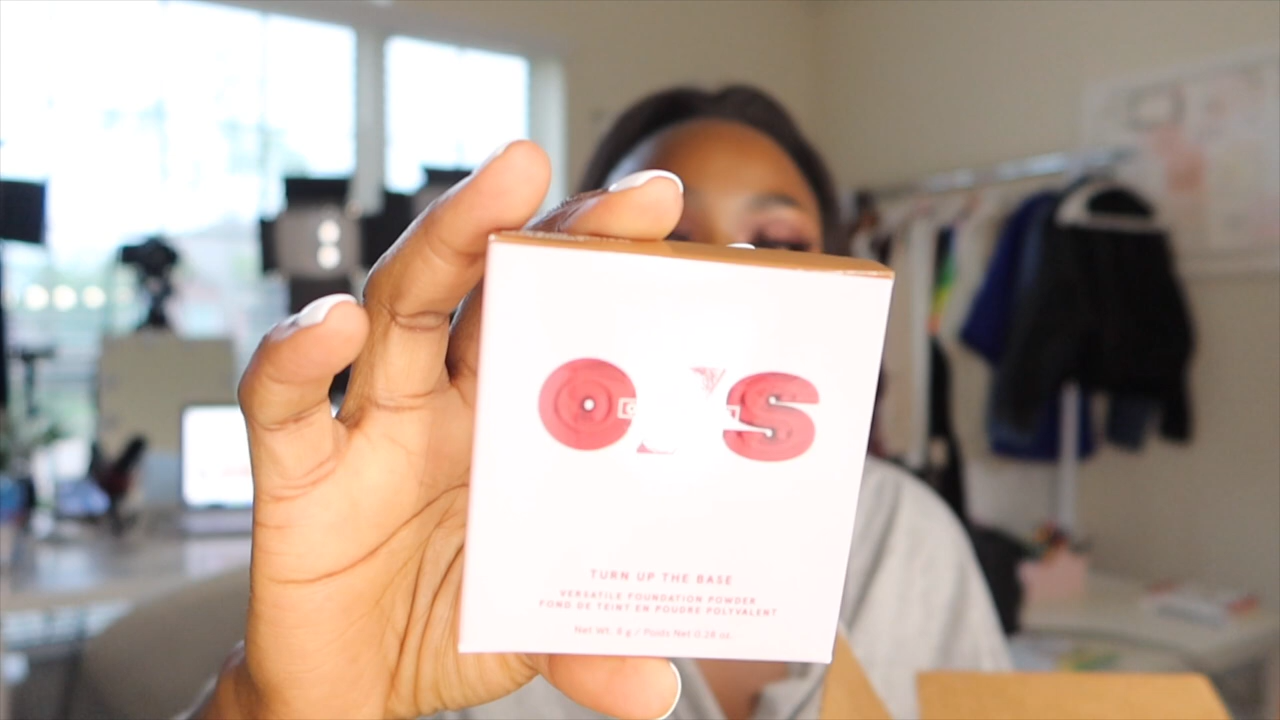 O/S
TURN UP THE BASE
VERSATILE FOUNDATION POWDER
FOND DE TEINT EN POUDRE POLYVALENT
Net Wt. 8 g / Poids Net 0.28 oz.